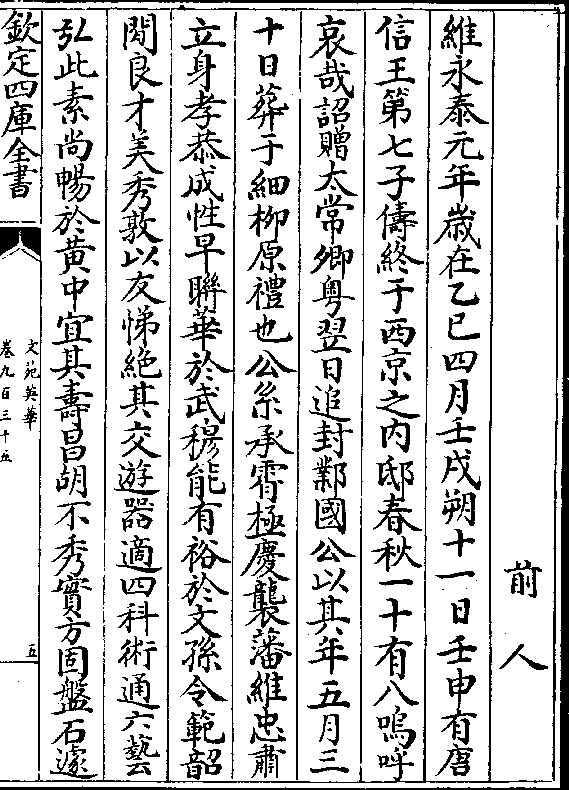 前人
維永泰元年歲在乙巳四月壬戌朔十一日壬申有唐
信王第七子儔終于西京之内邸春秋一十有八嗚呼
哀哉詔贈太常卿粤翌日追封鄴國公以其年五月三
十日葬于細柳原禮也公系承霄極慶襲藩維忠肅
立身孝恭成性早聯華於武穆能有裕於文孫令範韶
閑良才美秀敦以友悌絶其交遊器適四科術通六藝
弘此素尚暢於黄中宜其壽昌胡不秀實方固盤石遽
欽定四庫全書
文苑英華
卷九百三十五
五